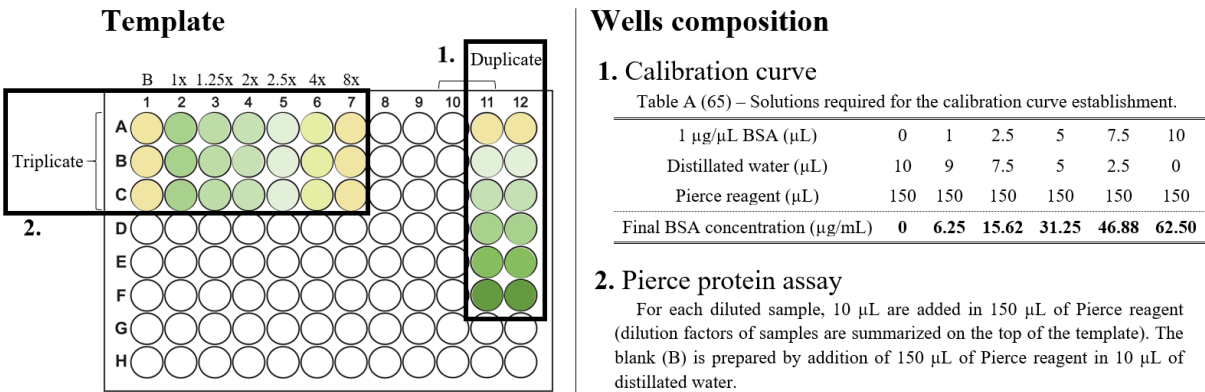 Template
1. Duplicate
B 1x 1.25x 2x 2.5x 4x 8x
1 2 3 4 5 6 7 8 9 10 11 12
A
Triplicate
B
C
2.
D
E
F
G
H
Wells composition
1. Calibration curve
Table A (65) – Solutions required for the calibration curve establishment.
1 µg/µL BSA (µL) 0 1 2.5 5 7.5 10
Distillated water (µL) 10 9 7.5 5 2.5 0
Pierce reagent (µL) 150 150 150 150 150 150
Final BSA concentration (µg/mL) 0 6.25 15.62 31.25 46.88 62.50
2. Pierce protein assay
For each diluted sample, 10 µL are added in 150 µL of Pierce reagent
(dilution factors of samples are summarized on the top of the template). The
blank (B) is prepared by addition of 150 µL of Pierce reagent in 10 µL of
distilled water.